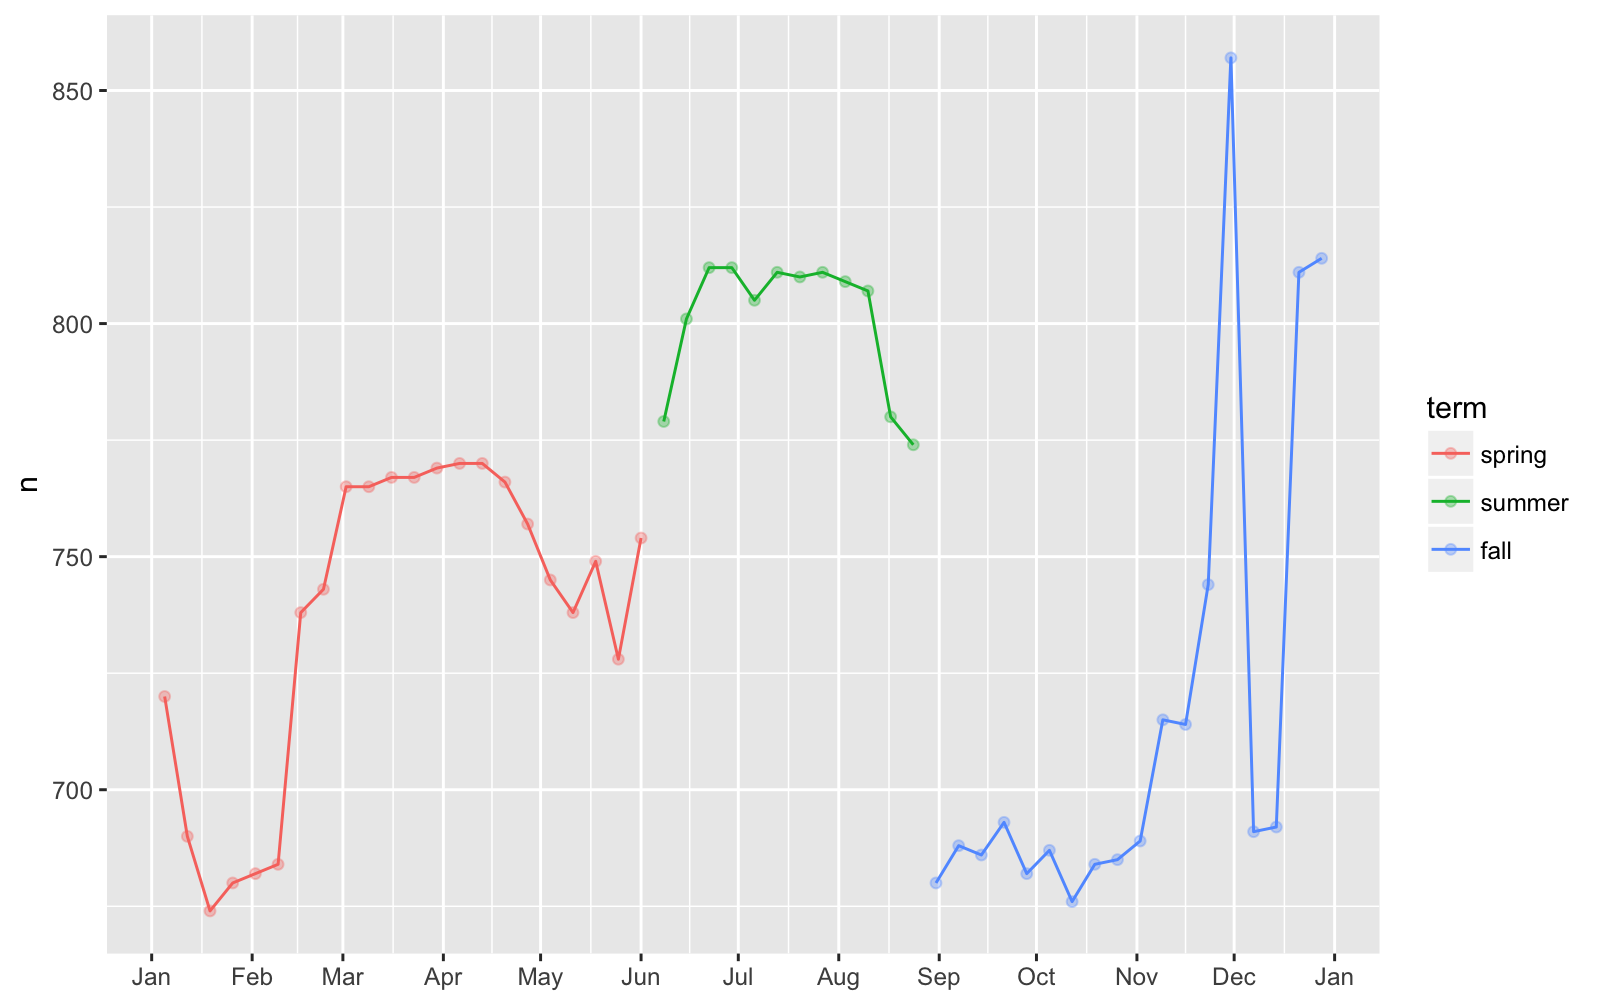 850
800
750
700
n
Jan Feb Mar Apr May Jun Jul Aug Sep Oct Nov Dec Jan
term
spring
summer
fall